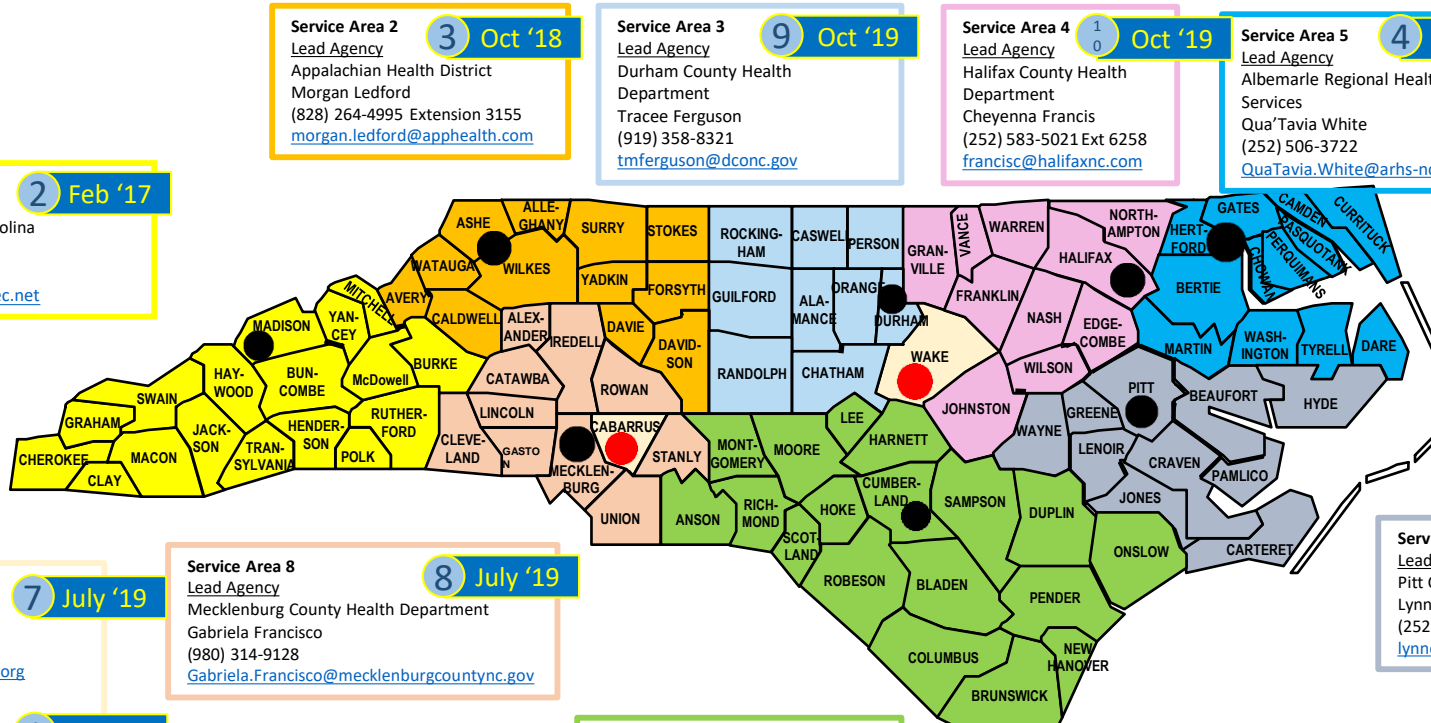 Service Area 2
3 Oct '18
Lead Agency
Appalachian Health District
Morgan Ledford
(828) 264-4995 Extension 3155
morgan.ledford@apphealth.com
Service Area 3
9 Oct '19
Lead Agency
Durham County Health
Department
Tracee Ferguson
(919) 358-8321
tmferguson@dconc.gov
Service Area 4
10 Oct '19
Lead Agency
Halifax County Health
Department
Cheyenna Francis
(252) 583-5021 Ext 6258
francisc@halifaxnc.com
Service Area 5
4
Lead Agency
Albemarle Regional Healt
Services
Qua'Tavia White
(252) 506-3722
QuaTavia.White@arhs-n
2 Feb '17
olina
ec.net
ASHE
ALLE-
GHANY
SURRY
STOKES
ROCKING-
HAM
CASWEL
PERSON
GRAN-
VILLE
VANCE
WARREN
NORTH-
AMPTON
HALIFAX
HERT-
FORD
GATES
CAMDEN
CURRITUCK
PASQUOTANK
PERQUIMANS
CHOWAN
WATAUGA
WILKES
YADKIN
FORSYTH
GUILFORD
ALA-
MANCE
ORANGE
DURHAM
FRANKLIN
NASH
EDGE-
COMBE
BERTIE
MITCHELL
AVERY
CALDWELL
ALEX-
ANDER
IREDELL
DAVIE
DAVID-
SON
RANDOLPH
CHATHAM
WAKE
WILSON
MARTIN
WASH-
INGTON
TYRELL
DARE
MADISON
YAN-
CEY
BURKE
McDowell
CATAWBA
ROWAN
JOHNSTON
PITT
BEAUFORT
HYDE
HAY-
WOOD
BUN-
COMBE
SWAIN
RUTHER-
FORD
LINCOLN
CABARRUS
LEE
HARNETT
WAYNE
GREENE
GRAHAM
JACK-
SON
HENDER-
SON
CLEVE-
LAND
GASTO
N
STANLY
MONT-
GOMERY
MOORE
LENOIR
CRAVEN
PAMLICO
CHEROKEE
MACON
TRAN-
SYLVANIA
POLK
CLAY
MECKLEN-
BURG
CUMBER-
LAND
SAMPSON
JONES
UNION
ANSON
RICH-
MOND
HOKE
SCOT-
LAND
DUPLIN
ONSLOW
CARTERET
ROBESON
BLADEN
PENDER
COLUMBUS
NEW
HANOVER
BRUNSWICK
7 July '19
org
Service Area 8
8 July '19
Lead Agency
Mecklenburg County Health Department
Gabriela Francisco
(980) 314-9128
Gabriela.Francisco@mecklenburgcountync.gov
Servi
Lead
Pitt C
Lynn
(252
lynn